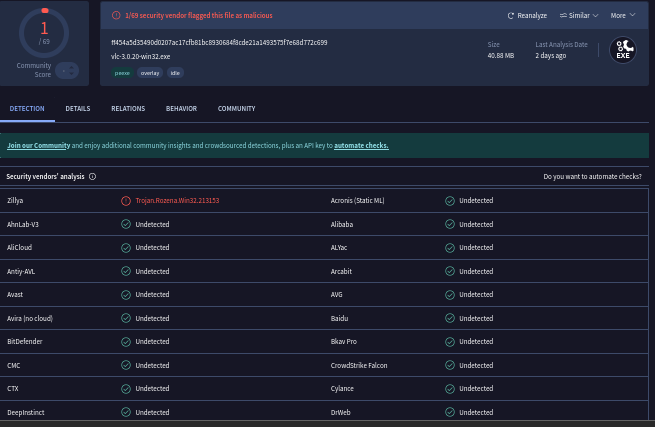 1
/ 69
Community
Score
1/69 security vendor flagged this file as malicious
Reanalyze
Similar
More
ff454a5d35490d0207ac17cfb81bc8930684f8cde21a1493575f7e68d772c699
vlc-3.0.20-win32.exe
peexe
overlay
idle
Size
40.88 MB
Last Analysis Date
2 days ago
EXE
DETECTION
DETAILS
RELATIONS
BEHAVIOR
COMMUNITY
Join our Community and enjoy additional community insights and crowdsourced detections, plus an API key to automate checks.
Security vendors' analysis
Do you want to automate checks?
Zillya Trojan.Rozena.Win32.213153 Acronis (Static ML) Undetected
AhnLab-V3 Undetected Alibaba Undetected
AliCloud Undetected ALYac Undetected
Antiy-AVL Undetected Arcabit Undetected
Avast Undetected AVG Undetected
Avira (no cloud) Undetected Baidu Undetected
BitDefender Undetected Bkav Pro Undetected
CMC Undetected CrowdStrike Falcon Undetected
CTX Undetected Cylance Undetected
DeepInstinct Undetected DrWeb Undetected